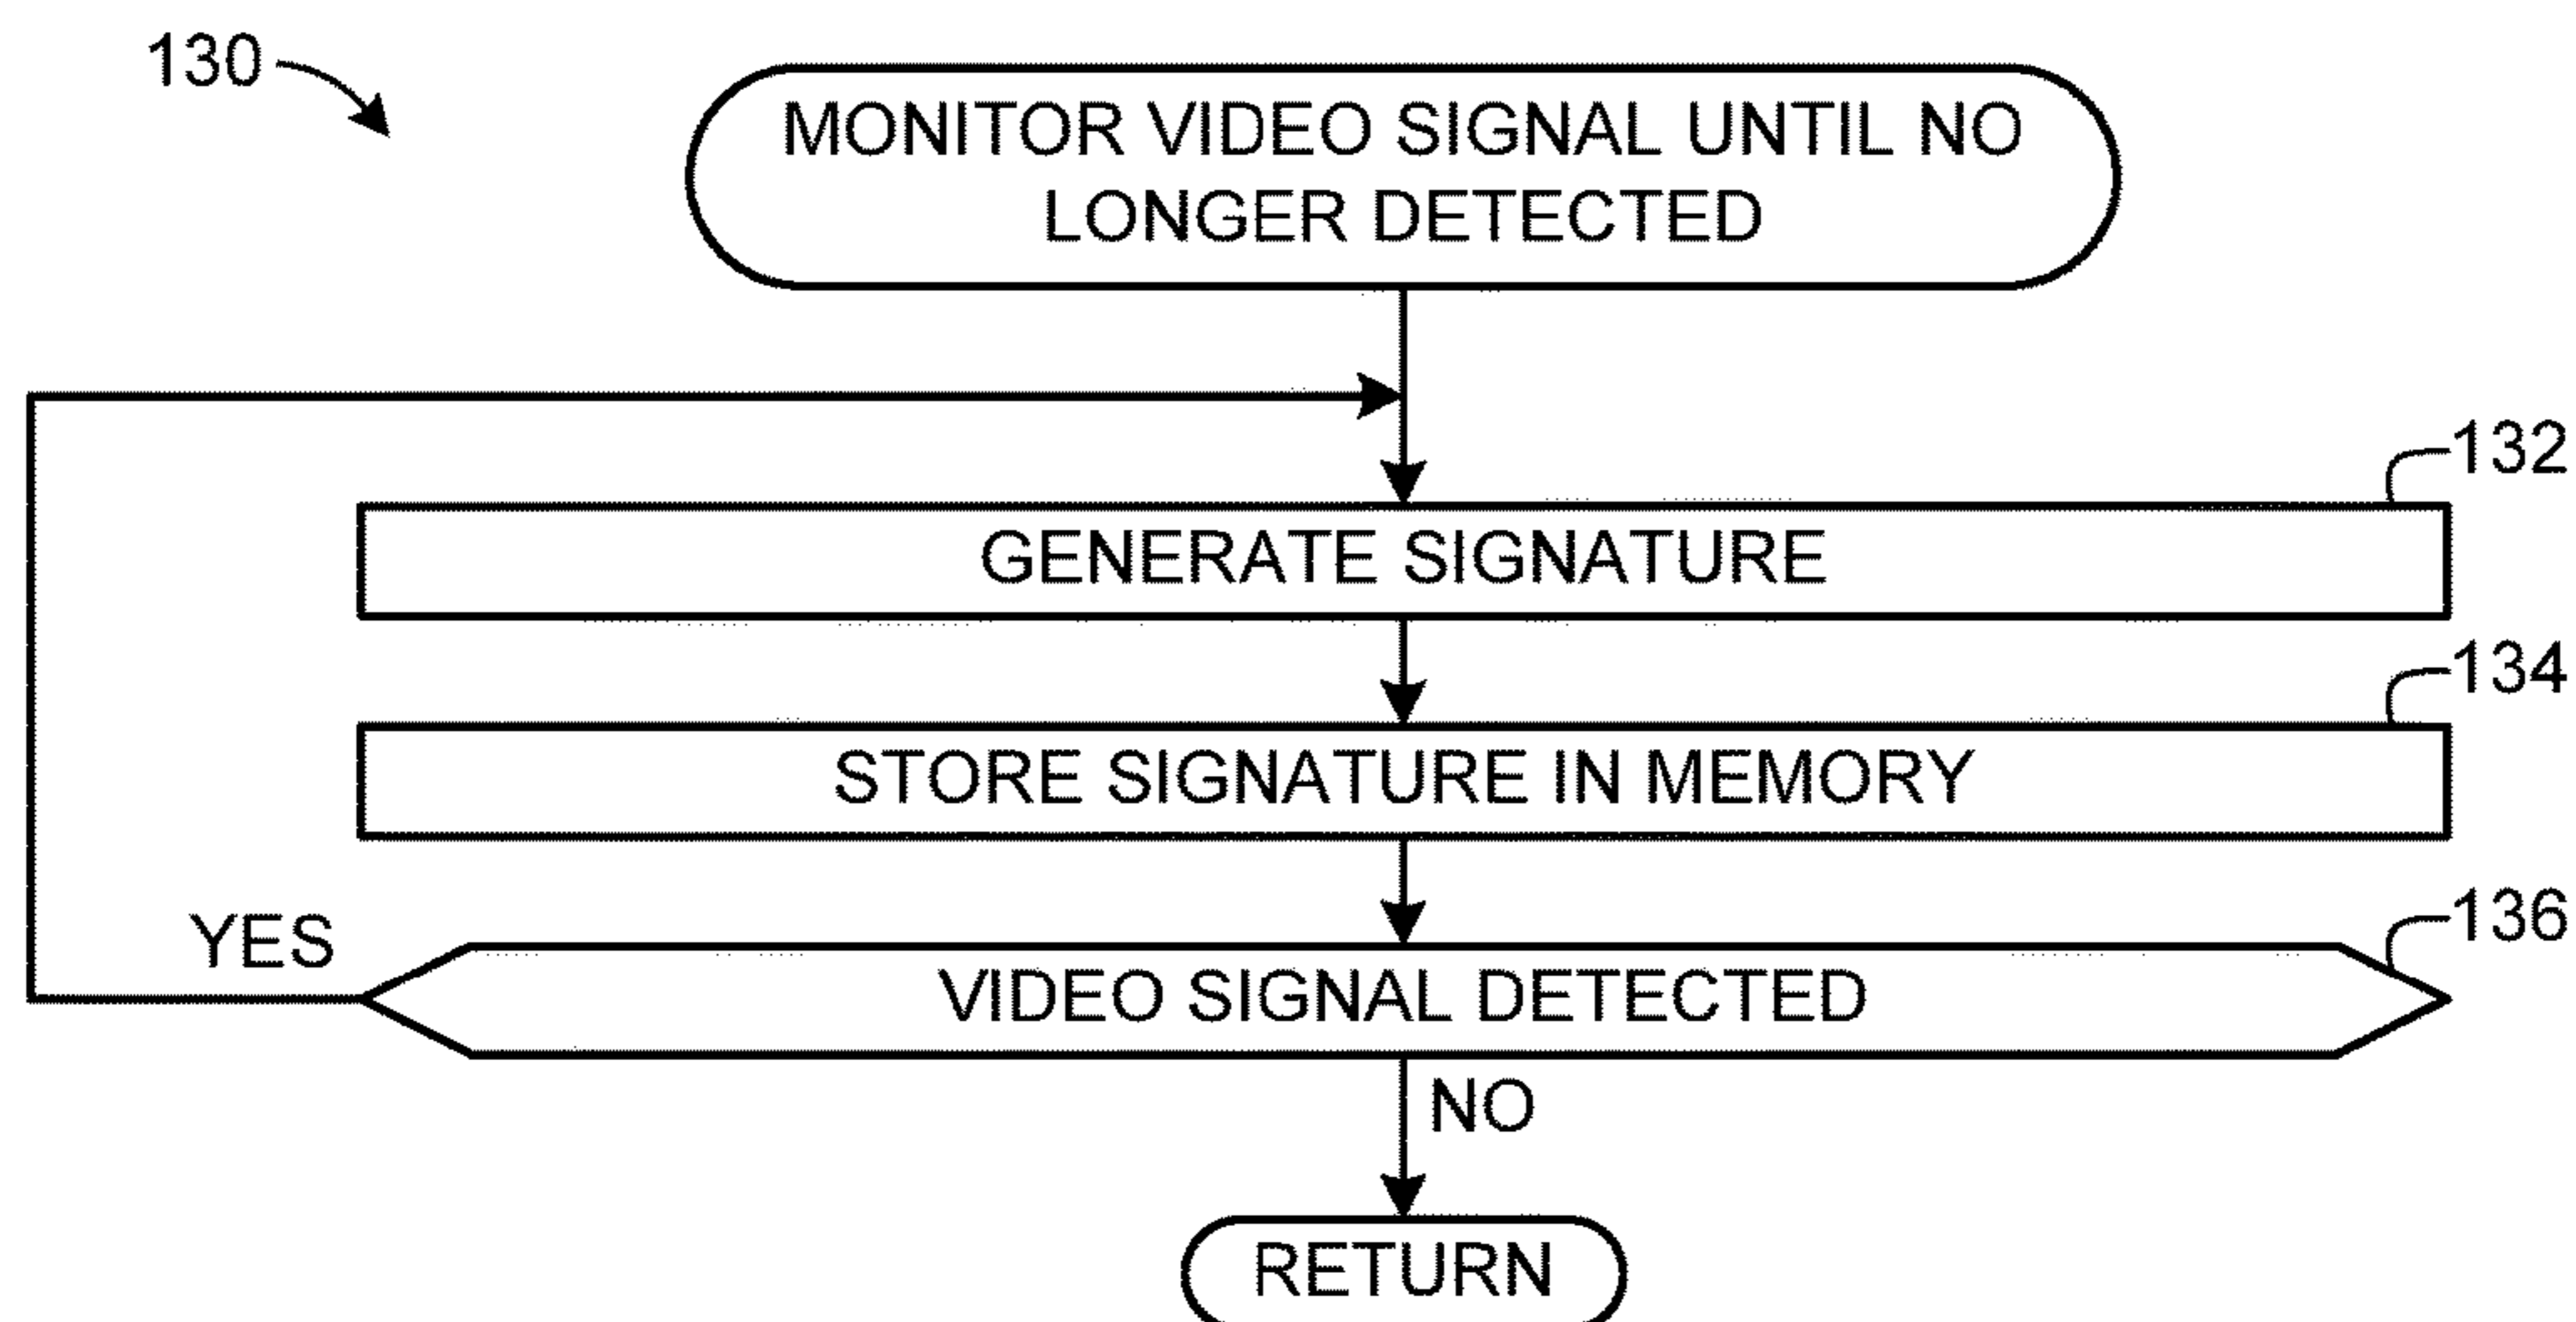 130
MONITOR VIDEO SIGNAL UNTIL NO
LONGER DETECTED
132
GENERATE SIGNATURE
134
STORE SIGNATURE IN MEMORY
136
YES
VIDEO SIGNAL DETECTED
NO
RETURN